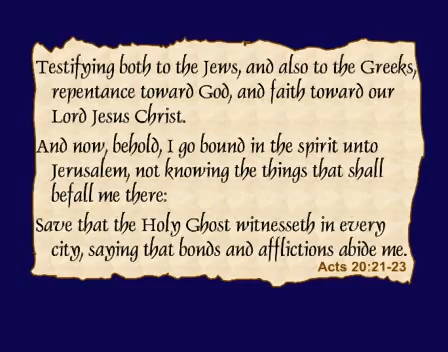 Testifying both to the Jews, and also to the Greeks,
repentance toward God, and faith toward our
Lord Jesus Christ.
And now, behold, I go bound in the spirit unto
Jerusalem, not knowing the things that shall
befall me there:
Save that the Holy Ghost witnesseth in every
city, saying that bonds and afflictions abide me.
Acts 20:21-23